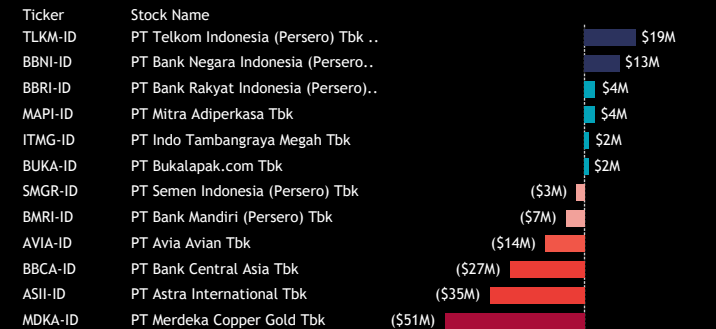 Ticker Stock Name
TLKM-ID PT Telkom Indonesia (Persero) Tbk .. $19M
BBNI-ID PT Bank Negara Indonesia (Persero.. $13M
BBRI-ID PT Bank Rakyat Indonesia (Persero).. $4M
MAPI-ID PT Mitra Adiperkasa Tbk $4M
ITMG-ID PT Indo Tambangraya Megah Tbk $2M
BUKA-ID PT Bukalapak.com Tbk $2M
SMGR-ID PT Semen Indonesia (Persero) Tbk ($3M)
BMRI-ID PT Bank Mandiri (Persero) Tbk ($7M)
AVIA-ID PT Avia Avian Tbk ($14M)
BBCA-ID PT Bank Central Asia Tbk ($27M)
ASII-ID PT Astra International Tbk ($35M)
MDKA-ID PT Merdeka Copper Gold Tbk ($51M)